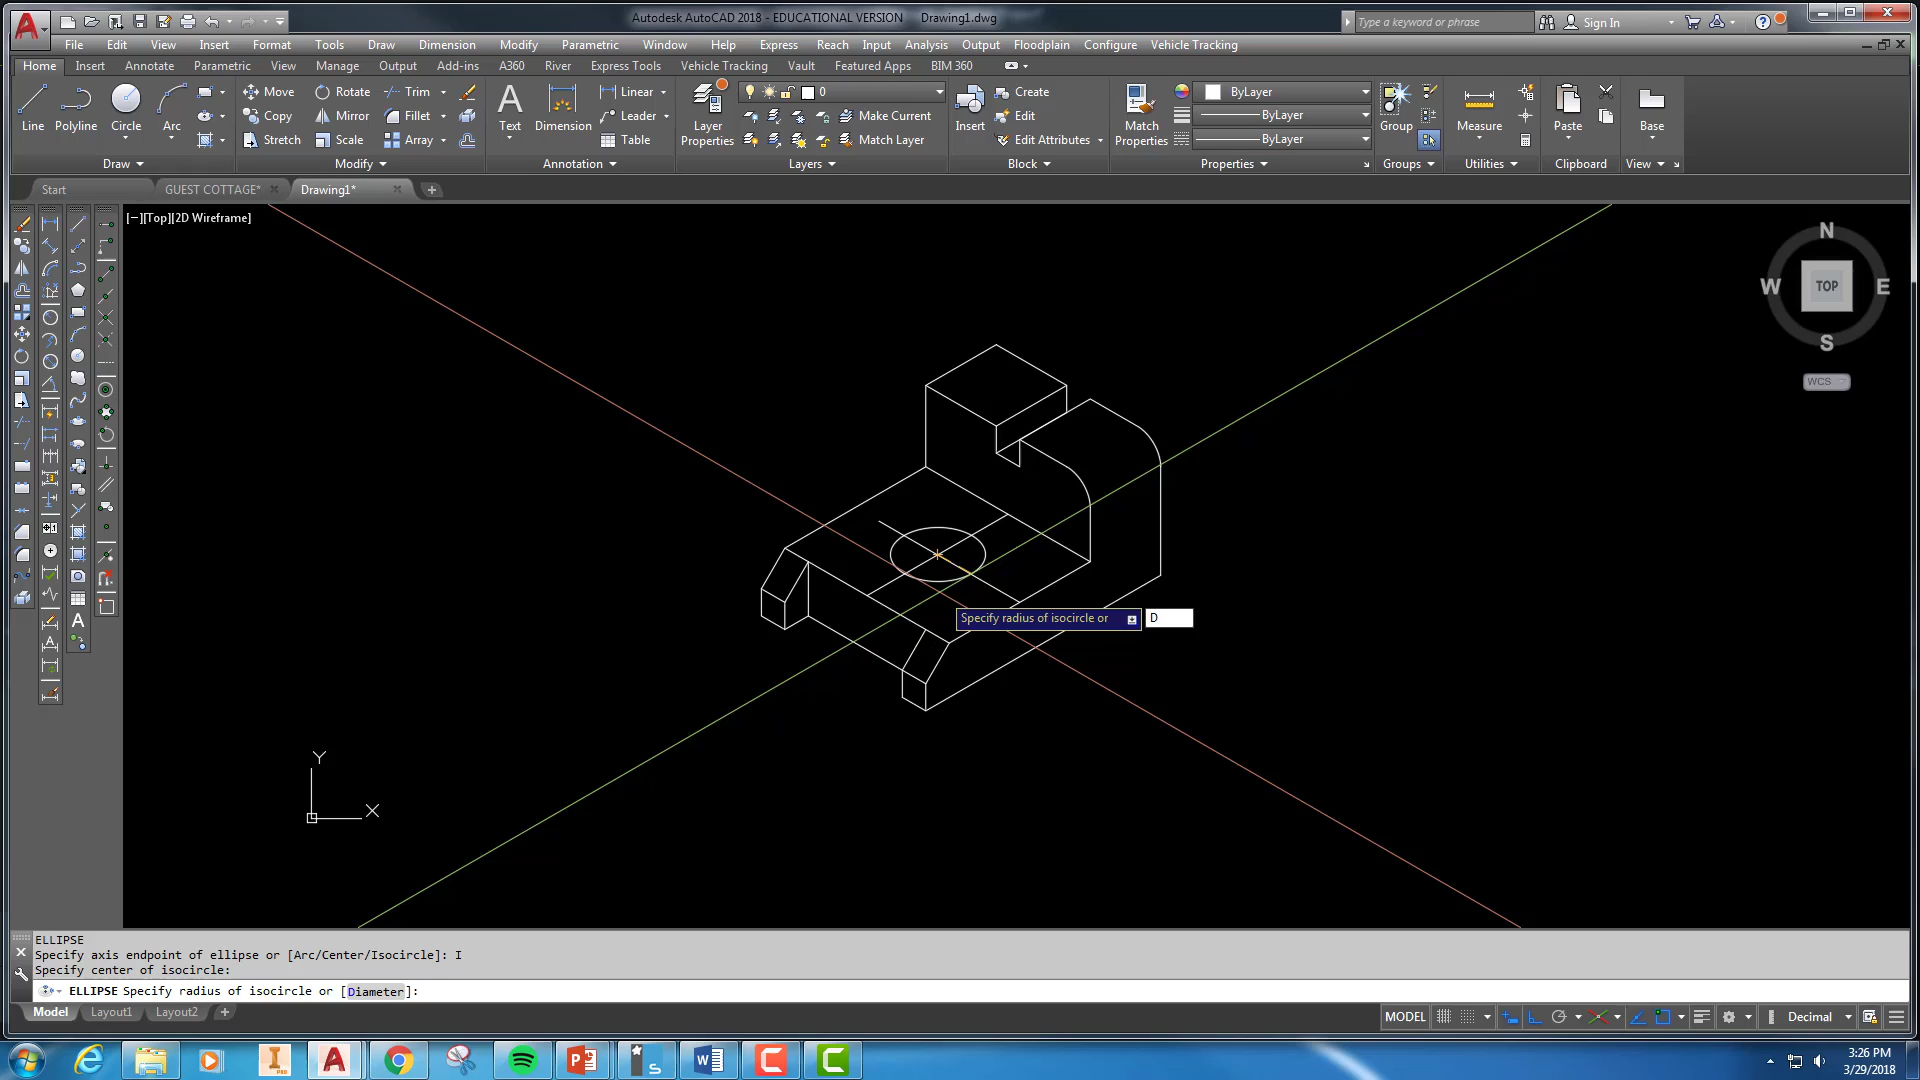 Autodesk AutoCAD 2018 - EDUCATIONAL VERSION    Drawing1.dwg
Type a keyword or phrase
Sign In
File Edit View Insert Format Tools Draw Dimension Modify Parametric Window Help Express Reach Input Analysis Output Floodplain Configure Vehicle Tracking
Home Insert Annotate Parametric View Manage Output Add-ins A360 River Express Tools Vehicle Tracking Vault Featured Apps BIM 360
Line Polyline Circle Arc
Move Rotate Trim
Copy Mirror Fillet
Stretch Scale Array
Text Dimension
Linear
Leader
Table
Layer Properties
0
Make Current
Match Layer
Insert
Create
Edit
Edit Attributes
Match Properties
ByLayer
ByLayer
ByLayer
Group
Measure
Paste
Base
Draw Modify Annotation Layers Block Properties Groups Utilities Clipboard View
Start GUEST COTTAGE* Drawing1*
[−][Top][2D Wireframe]
N
W TOP E
S
WCS
Specify radius of isocircle or D
Y
X
ELLIPSE
Specify axis endpoint of ellipse or [Arc/Center/Isocircle]: I
Specify center of isocircle:
ELLIPSE Specify radius of isocircle or [Diameter]:
Model Layout1 Layout2
MODEL
Decimal
3:26 PM
3/29/2018